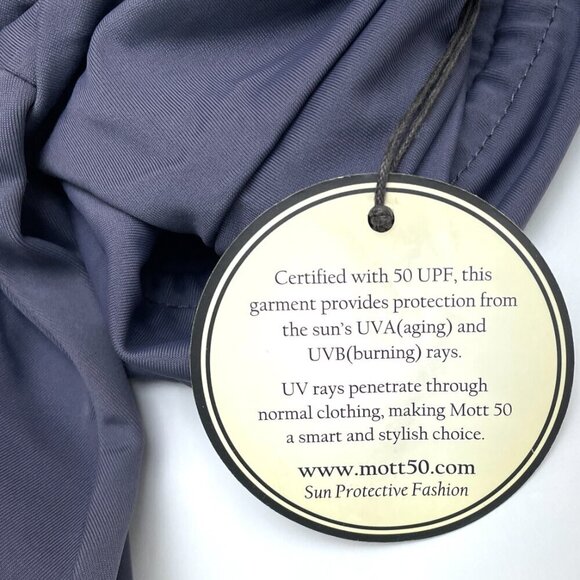 Certified with 50 UPF, this
garment provides protection from
the sun's UVA(aging) and
UVB(burning) rays.
UV rays penetrate through
normal clothing, making Mott 50
a smart and stylish choice.
www.mott50.com
Sun Protective Fashion